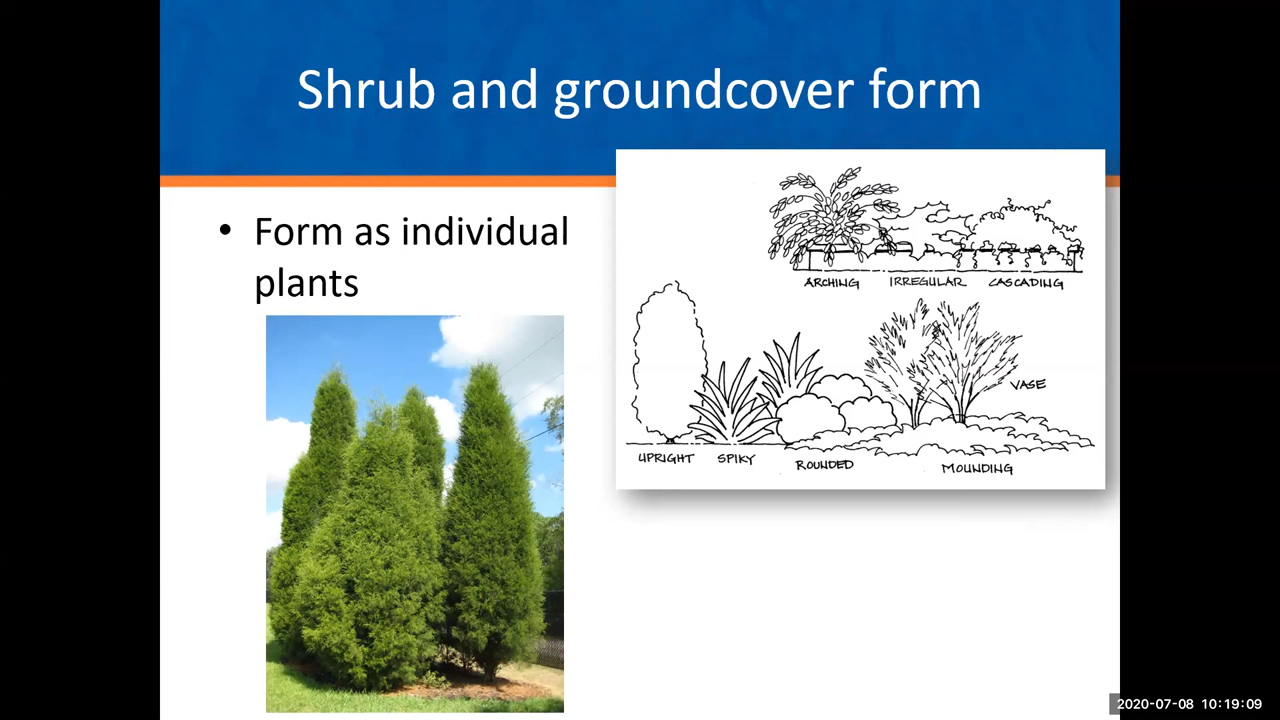 Shrub and groundcover form
• Form as individual
plants
ARCHING IRREGULAR CASCADING
VASE
UPRIGHT SPIKY ROUNDED MOUNDING
2020-07-08 10:19:09